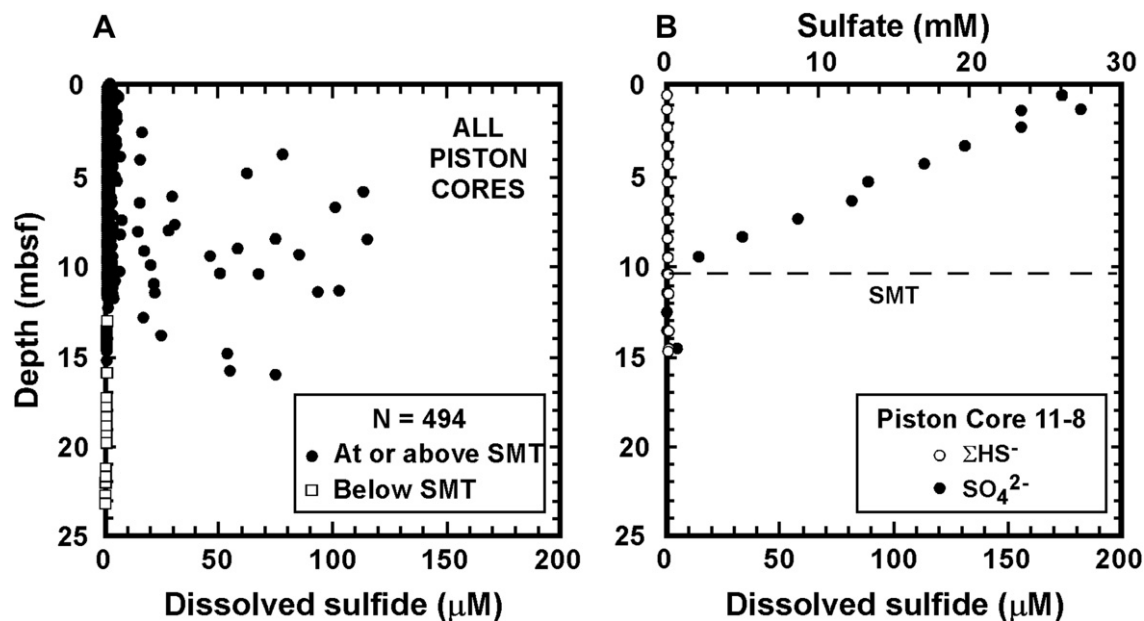 A
ALL
PISTON
CORES
0
5
10
15
20
25
Depth (mbsf)
N = 494
At or above SMT
Below SMT
0 50 100 150 200
Dissolved sulfide (μM)
B
Sulfate (mM)
0 10 20 30
0
5
10
15
20
25
SMT
Piston Core 11-8
ΣHS⁻
SO₄²⁻
0 50 100 150 200
Dissolved sulfide (μM)